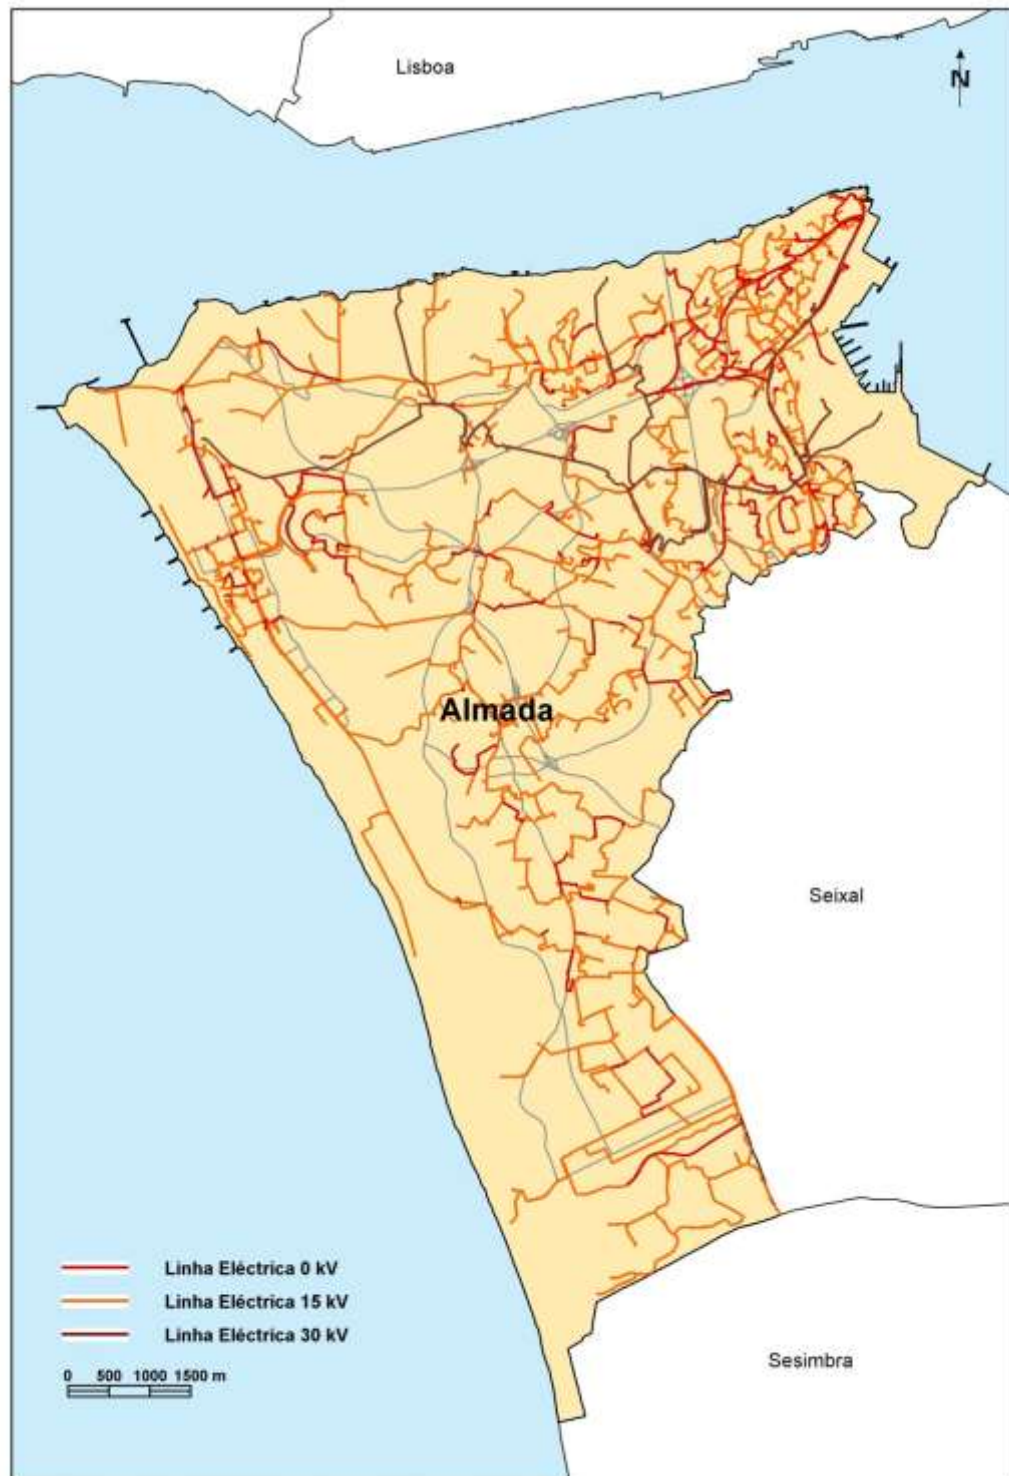 Lisboa
N
Almada
Seixal
Linha Eléctrica 0 kV
Linha Eléctrica 15 kV
Linha Eléctrica 30 kV
0 500 1000 1500 m
Sesimbra